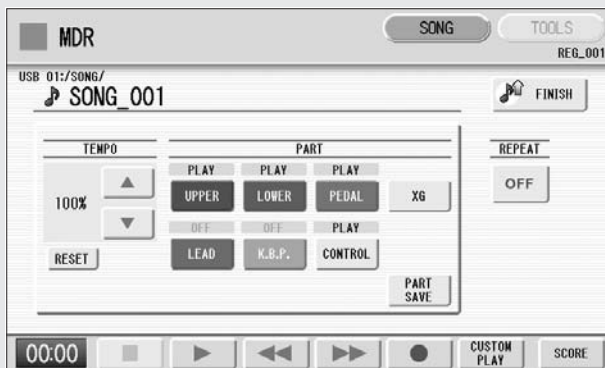 MDR
SONG
TOOLS
REG_001
USB 01:/SONG/
SONG_001
FINISH
TEMPO
PART
REPEAT
PLAY PLAY PLAY
100%
UPPER LOWER PEDAL XG
OFF
OFF OFF PLAY
RESET
LEAD K.B.P. CONTROL
PART
SAVE
00:00
CUSTOM
PLAY
SCORE